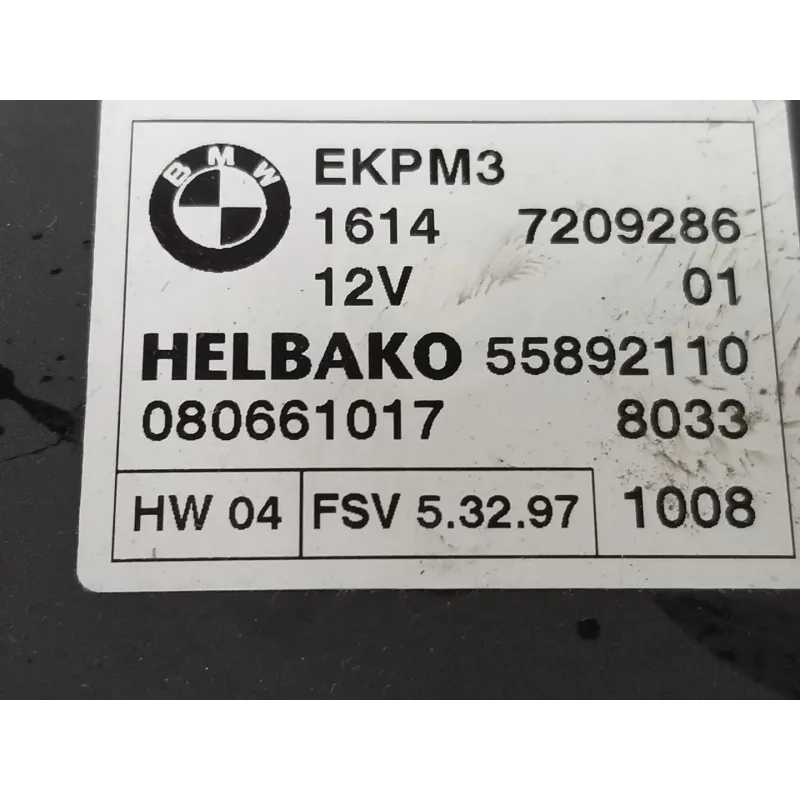 BMW
EKPM3
1614 7209286
12V 01
HELBAKO 55892110
080661017 8033
HW 04 FSV 5.32.97 1008